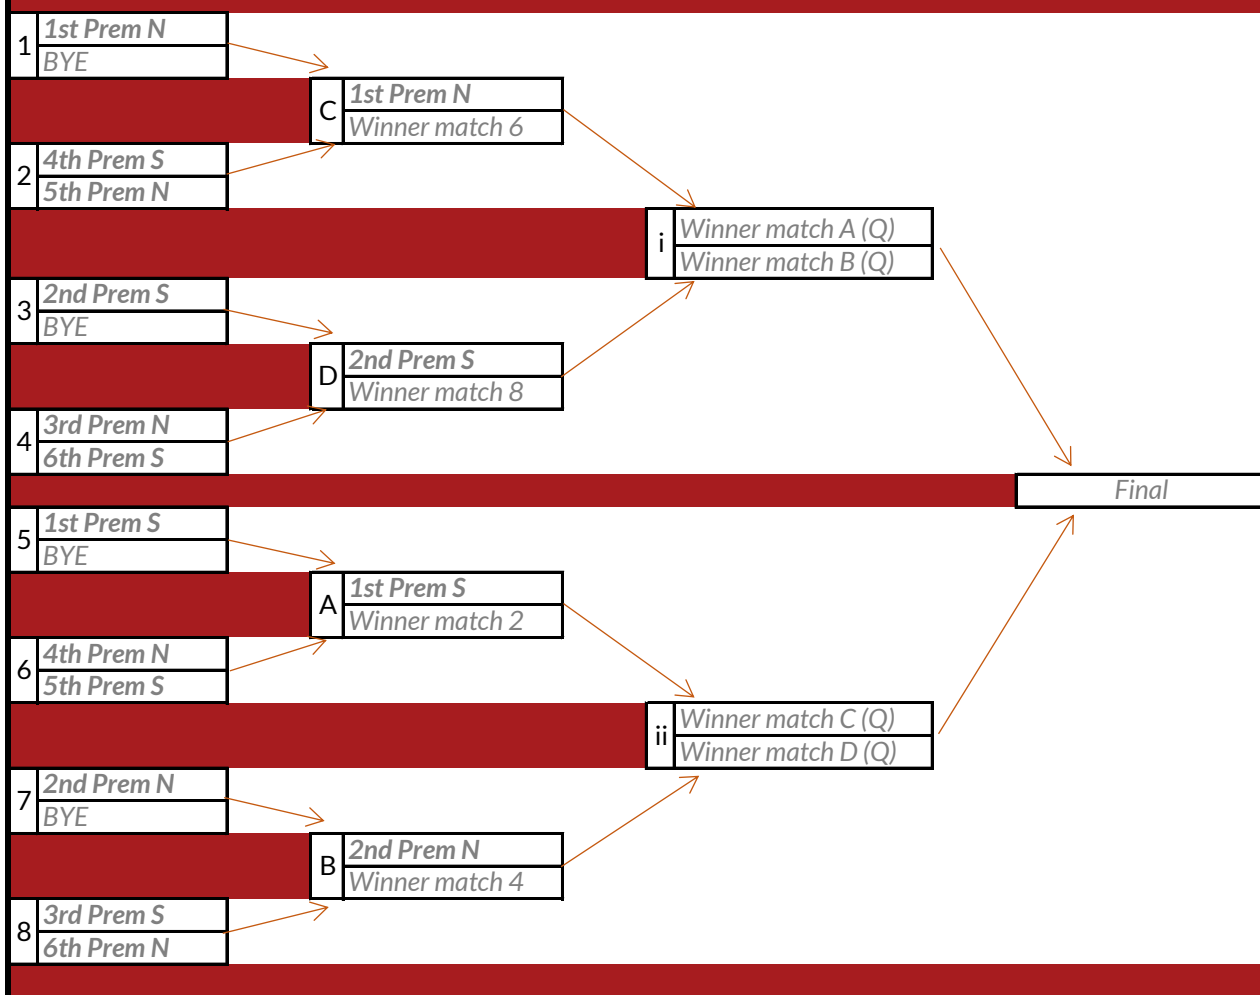 1
1st Prem N
BYE
C
1st Prem N
Winner match 6
2
4th Prem S
5th Prem N
i
Winner match A (Q)
Winner match B (Q)
3
2nd Prem S
BYE
D
2nd Prem S
Winner match 8
4
3rd Prem N
6th Prem S
Final
5
1st Prem S
BYE
A
1st Prem S
Winner match 2
6
4th Prem N
5th Prem S
ii
Winner match C (Q)
Winner match D (Q)
7
2nd Prem N
BYE
B
2nd Prem N
Winner match 4
8
3rd Prem S
6th Prem N